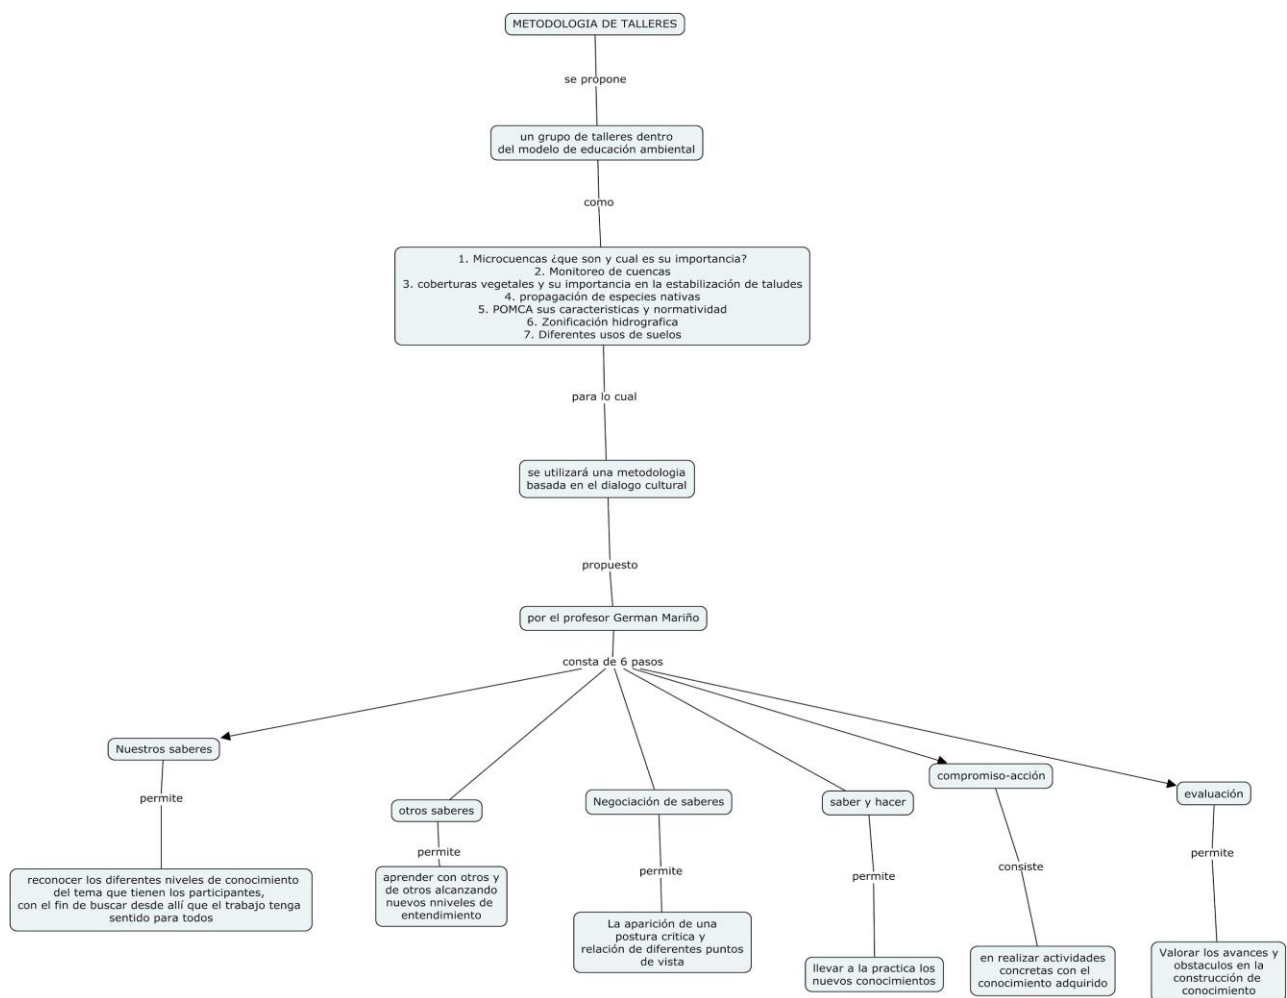 METODOLOGIA DE TALLERES
se propone
un grupo de talleres dentro
del modelo de educación ambiental
como
1. Microcuencas ¿que son y cual es su importancia?
2. Monitoreo de cuencas
3. coberturas vegetales y su importancia en la estabilización de taludes
4. propagación de especies nativas
5. POMCA sus caracteristicas y normatividad
6. Zonificación hidrografica
7. Diferentes usos de suelos
para lo cual
se utilizará una metodologia
basada en el dialogo cultural
propuesto
por el profesor German Mariño
consta de 6 pasos
Nuestros saberes
permite
reconocer los diferentes niveles de conocimiento
del tema que tienen los participantes,
con el fin de buscar desde allí que el trabajo tenga
sentido para todos
otros saberes
permite
aprender con otros y
de otros alcanzando
nuevos nniveles de
entendimiento
Negociación de saberes
permite
La aparición de una
postura critica y
relación de diferentes puntos
de vista
saber y hacer
permite
llevar a la practica los
nuevos conocimientos
compromiso-acción
consiste
en realizar actividades
concretas con el
conocimiento adquirido
evaluación
permite
Valorar los avances y
obstaculos en la
construcción de
conocimiento